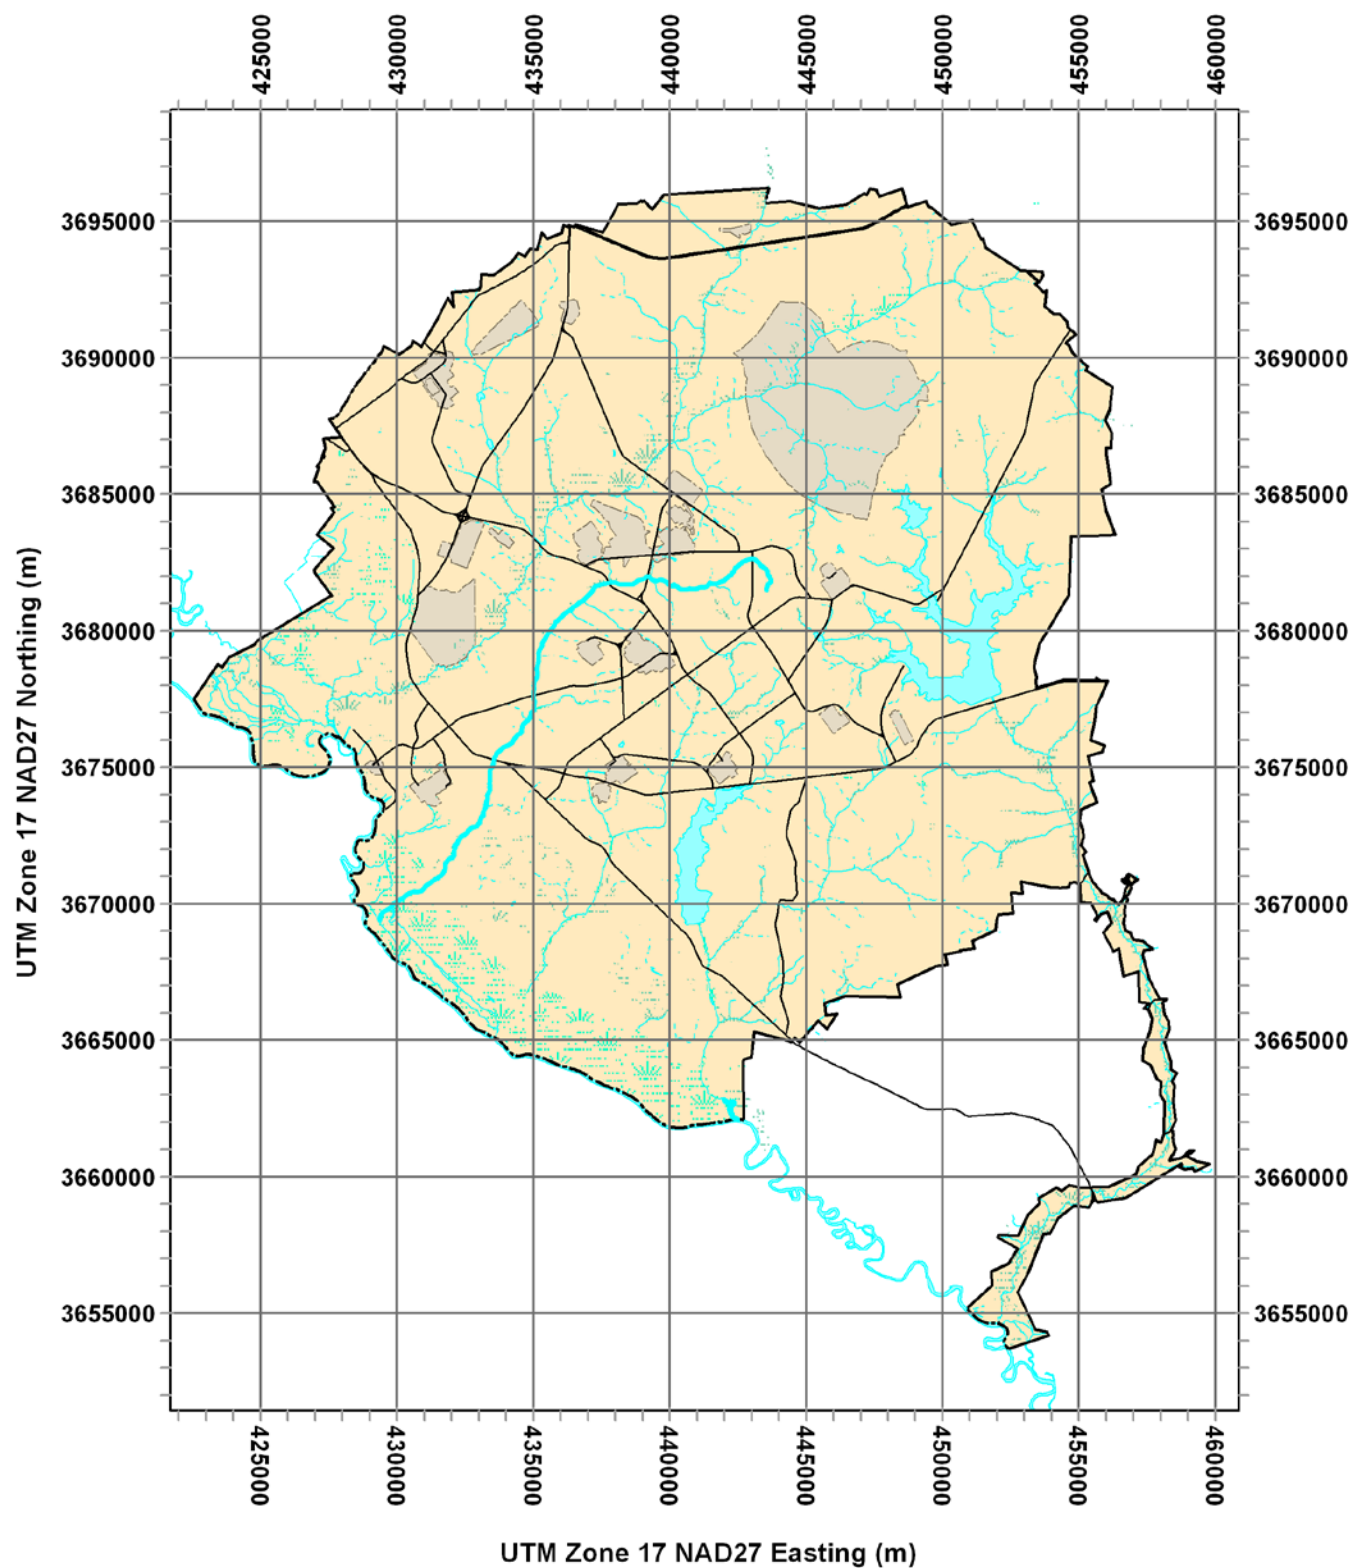 425000 430000 435000 440000 445000 450000 455000 460000
3695000 3695000
3690000 3690000
3685000 3685000
3680000 3680000
3675000 3675000
3670000 3670000
3665000 3665000
3660000 3660000
3655000 3655000
UTM Zone 17 NAD27 Northing (m)
425000 430000 435000 440000 445000 450000 455000 460000
UTM Zone 17 NAD27 Easting (m)